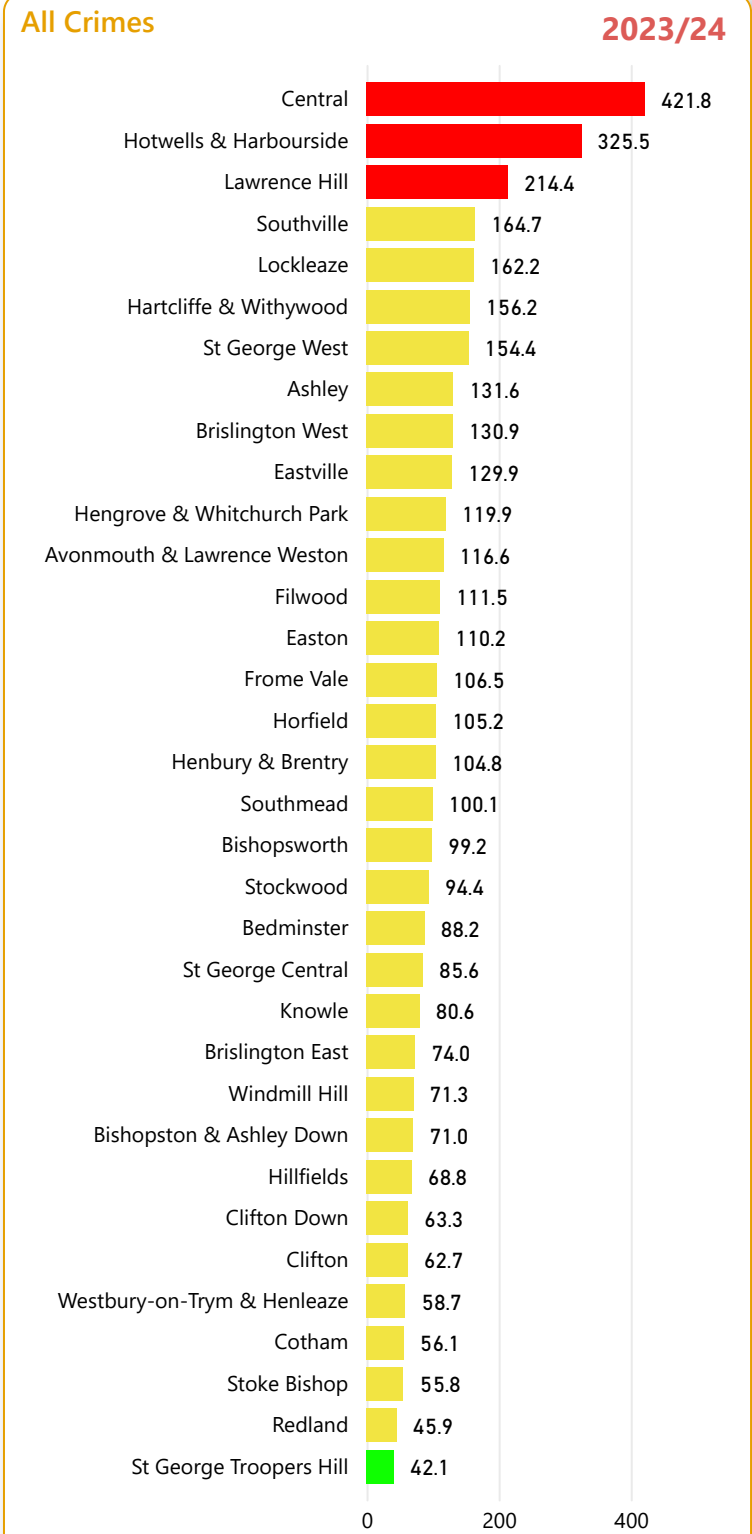 All Crimes 2023/24
Central 421.8
Hotwells & Harbourside 325.5
Lawrence Hill 214.4
Southville 164.7
Lockleaze 162.2
Hartcliffe & Withywood 156.2
St George West 154.4
Ashley 131.6
Brislington West 130.9
Eastville 129.9
Hengrove & Whitchurch Park 119.9
Avonmouth & Lawrence Weston 116.6
Filwood 111.5
Easton 110.2
Frome Vale 106.5
Horfield 105.2
Henbury & Brentry 104.8
Southmead 100.1
Bishopsworth 99.2
Stockwood 94.4
Bedminster 88.2
St George Central 85.6
Knowle 80.6
Brislington East 74.0
Windmill Hill 71.3
Bishopston & Ashley Down 71.0
Hillfields 68.8
Clifton Down 63.3
Clifton 62.7
Westbury-on-Trym & Henleaze 58.7
Cotham 56.1
Stoke Bishop 55.8
Redland 45.9
St George Troopers Hill 42.1
0 200 400